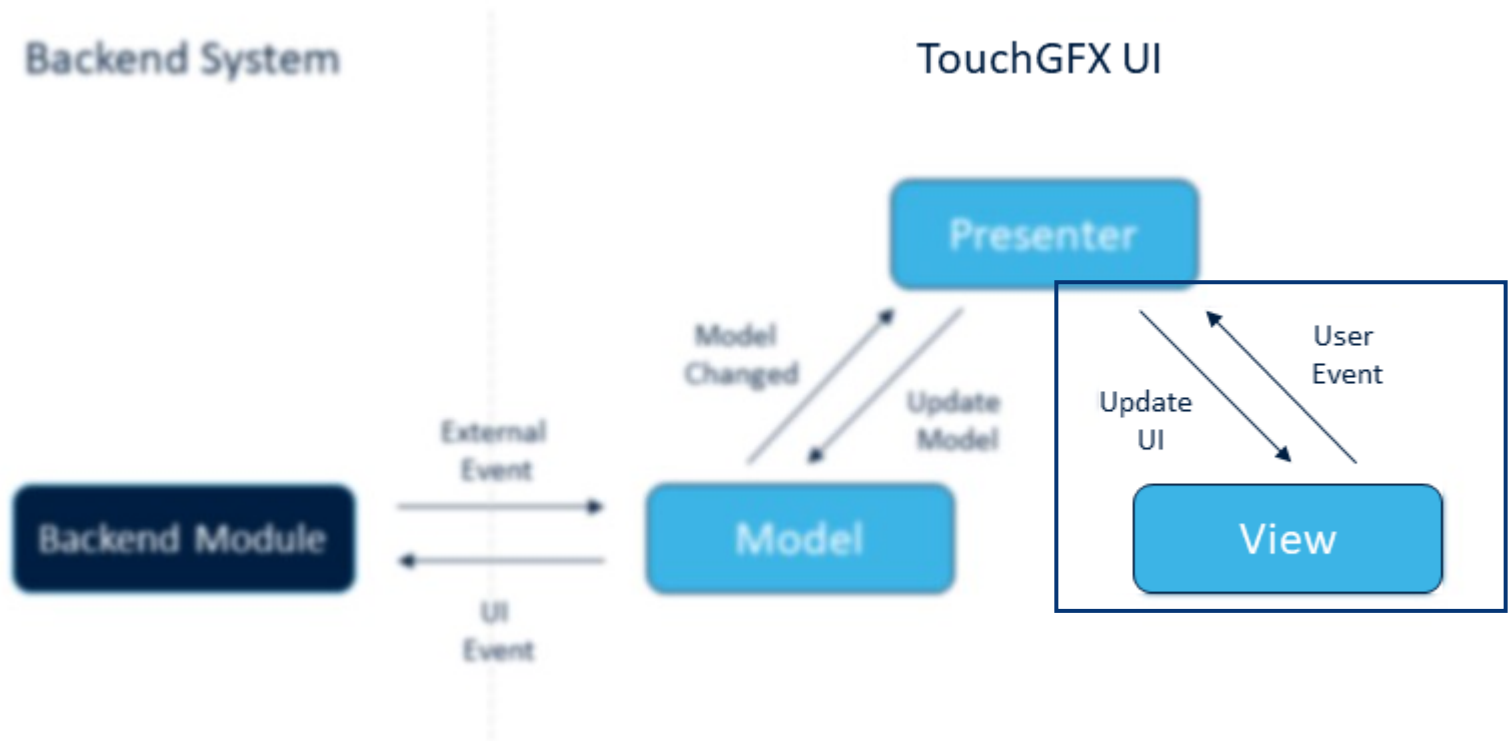 Backend System
TouchGFX UI
Presenter
Model
Changed
Update
Model
User
Event
Update
UI
External
Event
Backend Module
Model
View
UI
Event